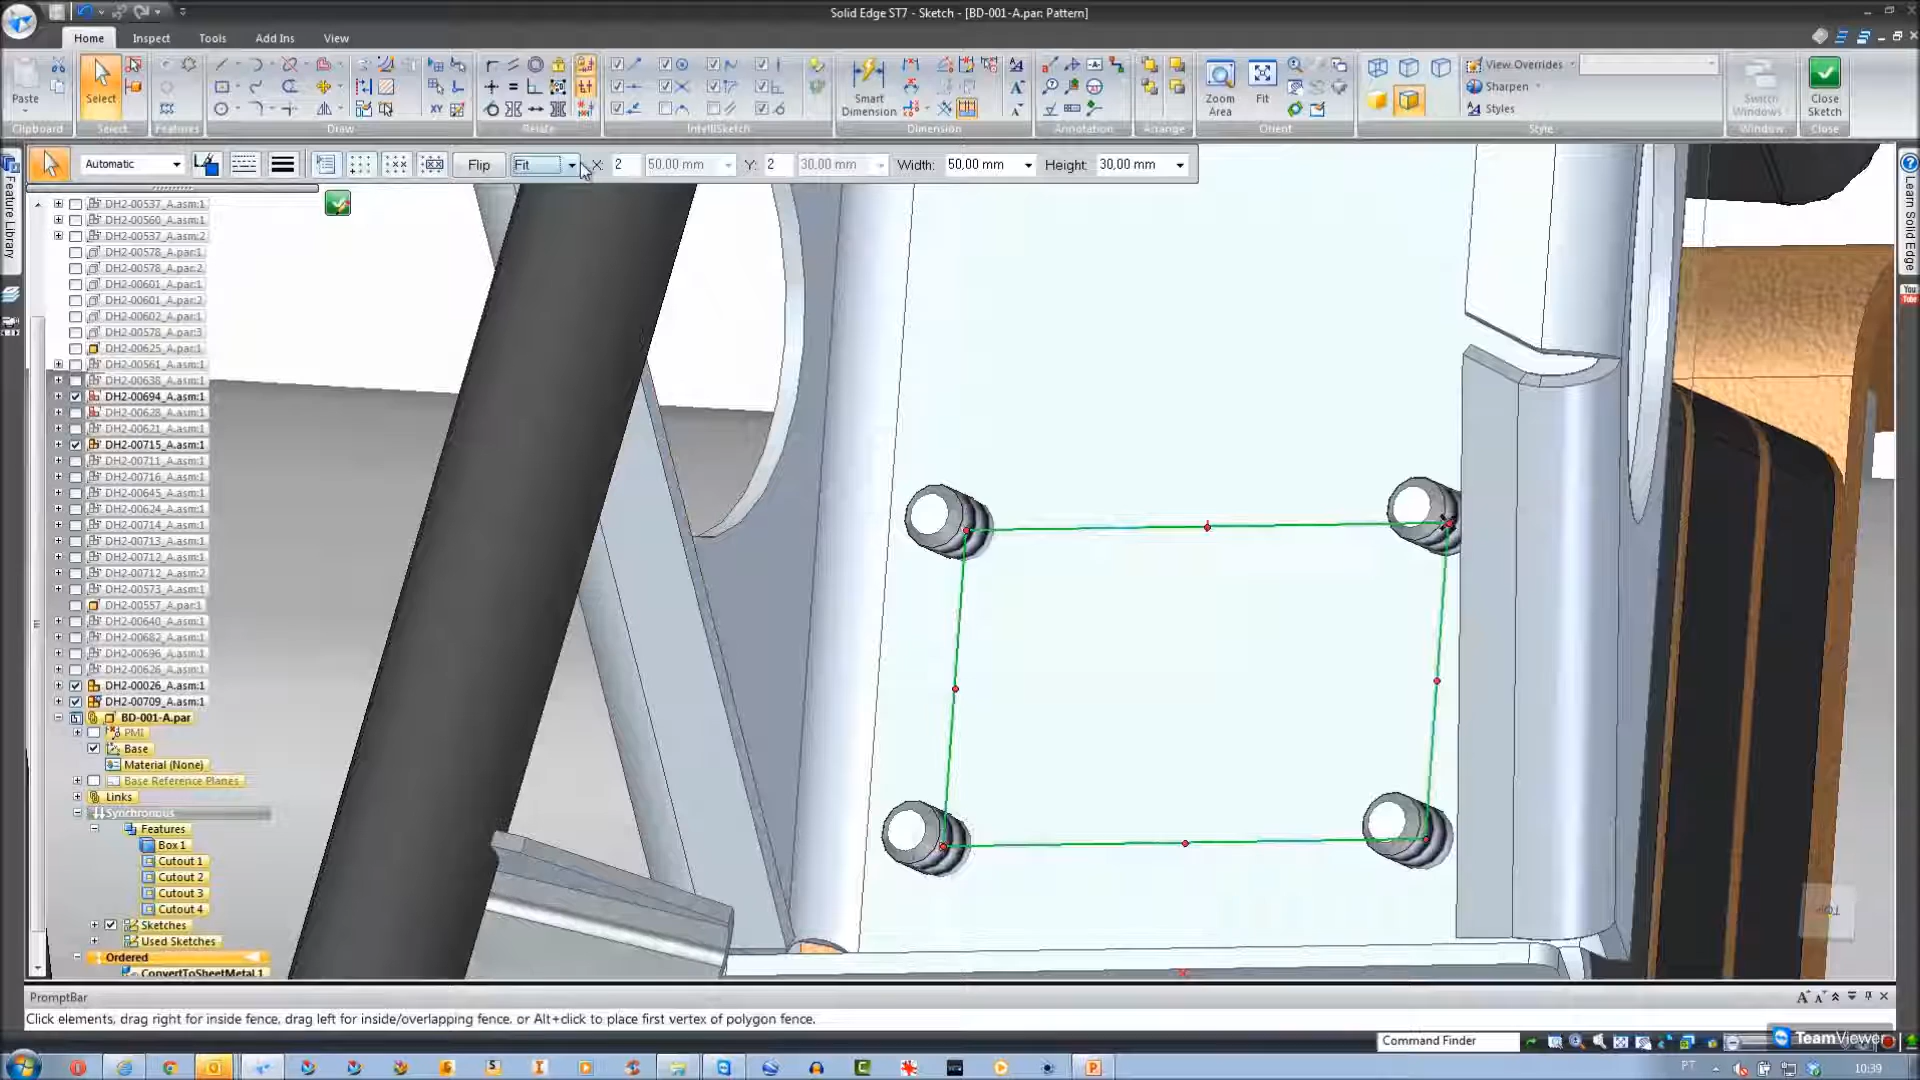 Solid Edge ST7 - Sketch - [BD-001-A.par: Pattern]
Home Inspect Tools Add Ins View
Paste Select Smart Dimension Zoom Area Fit View Overrides Sharpen Styles Switch Windows Close Sketch
Clipboard Select Features Draw Relate IntelliSketch Dimension Annotation Arrange Orient Style Window Close
Automatic Flip Fit X: 2 50.00 mm Y: 2 30.00 mm Width: 50,00 mm Height: 30,00 mm
Feature Library
Learn Solid Edge
You Tube
DH2-00537_A.asm:1
DH2-00560_A.asm:1
DH2-00537_A.asm:2
DH2-00578_A.par:1
DH2-00578_A.par:2
DH2-00601_A.par:1
DH2-00601_A.par:2
DH2-00602_A.par:1
DH2-00578_A.par:3
DH2-00625_A.par:1
DH2-00561_A.asm:1
DH2-00638_A.asm:1
DH2-00694_A.asm:1
DH2-00628_A.asm:1
DH2-00621_A.asm:1
DH2-00715_A.asm:1
DH2-00711_A.asm:1
DH2-00716_A.asm:1
DH2-00645_A.asm:1
DH2-00624_A.asm:1
DH2-00714_A.asm:1
DH2-00713_A.asm:1
DH2-00712_A.asm:1
DH2-00712_A.asm:2
DH2-00573_A.asm:1
DH2-00557_A.par:1
DH2-00640_A.asm:1
DH2-00682_A.asm:1
DH2-00696_A.asm:1
DH2-00626_A.asm:1
DH2-00026_A.asm:1
DH2-00709_A.asm:1
BD-001-A.par
PMI
Base
Material (None)
Base Reference Planes
Links
Synchronous
Features
Box 1
Cutout 1
Cutout 2
Cutout 3
Cutout 4
Sketches
Used Sketches
Ordered
ConvertToSheetMetal 1
TOP
PromptBar
Click elements, drag right for inside fence, drag left for inside/overlapping fence, or Alt+click to place first vertex of polygon fence.
Command Finder
TeamViewer
PT 10:39